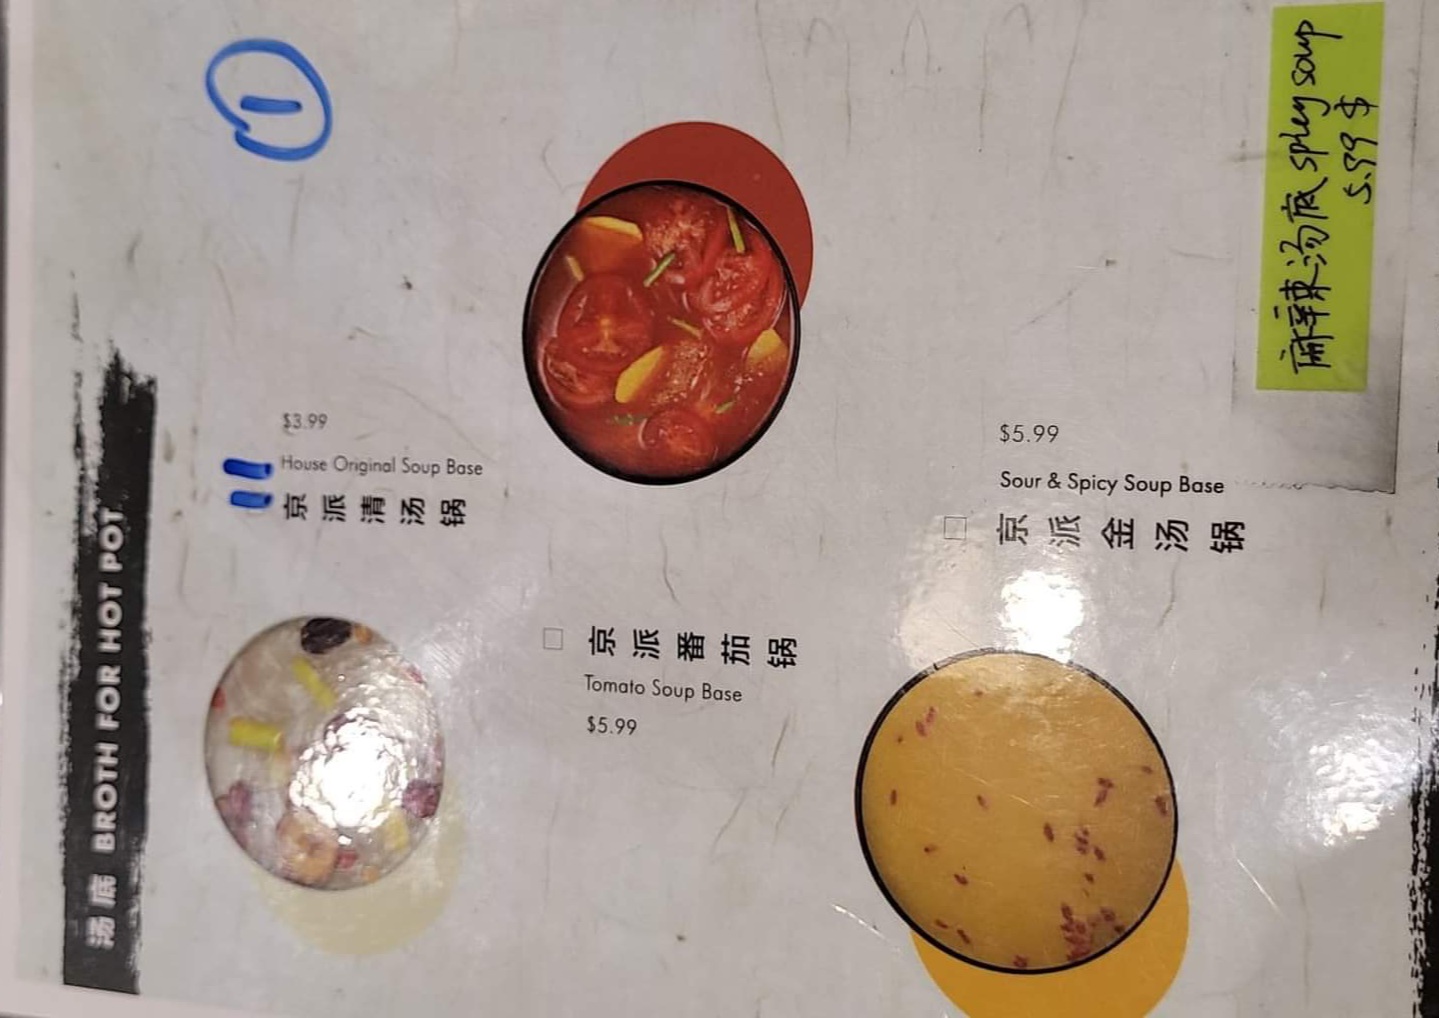 汤底 BROTH FOR HOT POT
1
$3.99
House Original Soup Base
京派清汤锅
京派番茄锅
Tomato Soup Base
$5.99
$5.99
Sour & Spicy Soup Base
京派金汤锅
麻辣汤底 spicy soup
5.99 $